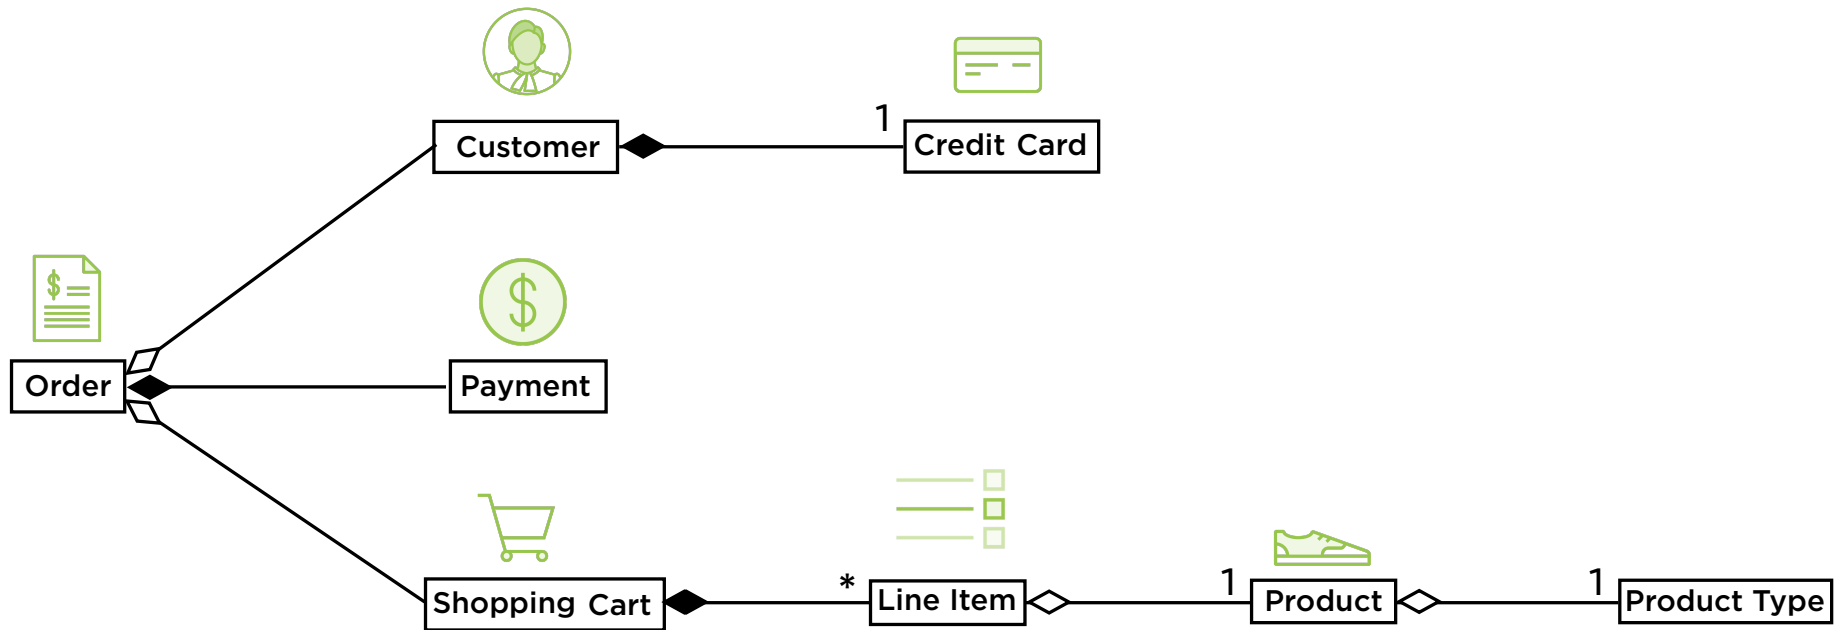 Customer
1
Credit Card
$
$
Order
Payment
Shopping Cart
*
Line Item
1
Product
1
Product Type